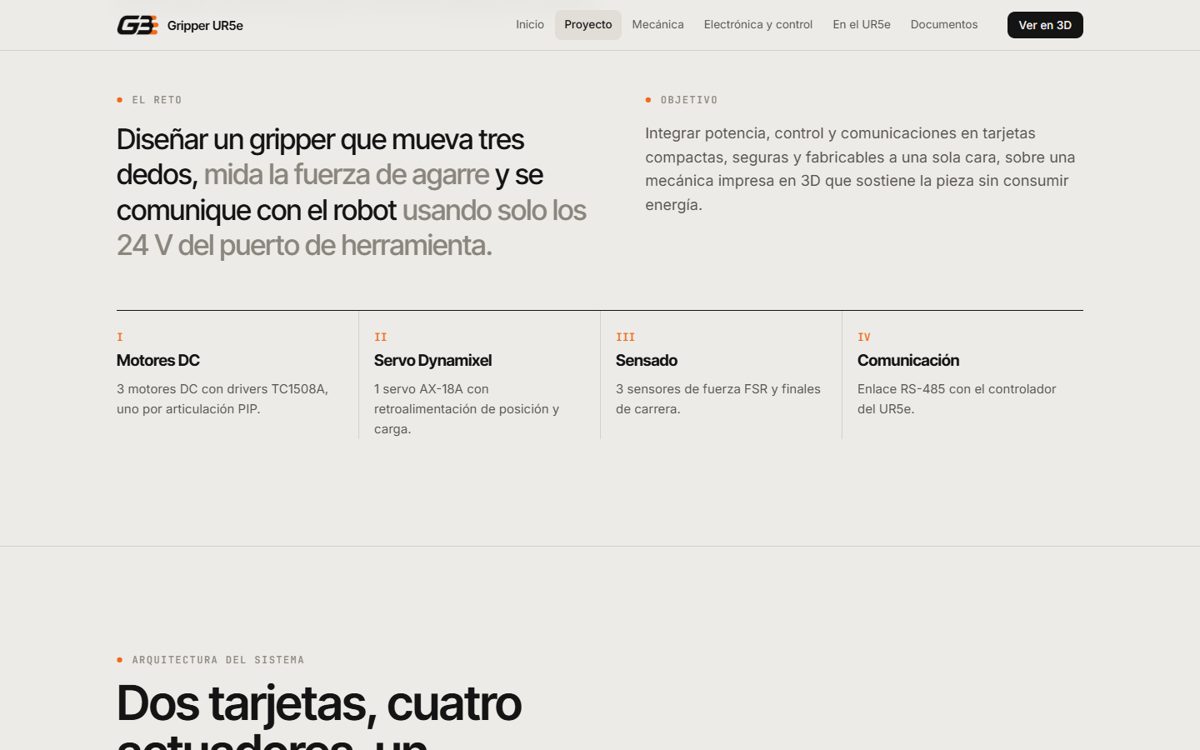 G3 Gripper UR5e
Inicio
Proyecto
Mecánica
Electrónica y control
En el UR5e
Documentos
Ver en 3D
EL RETO
Diseñar un gripper que mueva tres
dedos, mida la fuerza de agarre y se
comunique con el robot usando solo los
24 V del puerto de herramienta.
OBJETIVO
Integrar potencia, control y comunicaciones en tarjetas
compactas, seguras y fabricables a una sola cara, sobre una
mecánica impresa en 3D que sostiene la pieza sin consumir
energía.
I
Motores DC
3 motores DC con drivers TC1508A,
uno por articulación PIP.
II
Servo Dynamixel
1 servo AX-18A con
retroalimentación de posición y
carga.
III
Sensado
3 sensores de fuerza FSR y finales
de carrera.
IV
Comunicación
Enlace RS-485 con el controlador
del UR5e.
ARQUITECTURA DEL SISTEMA
Dos tarjetas, cuatro
actuadores, un